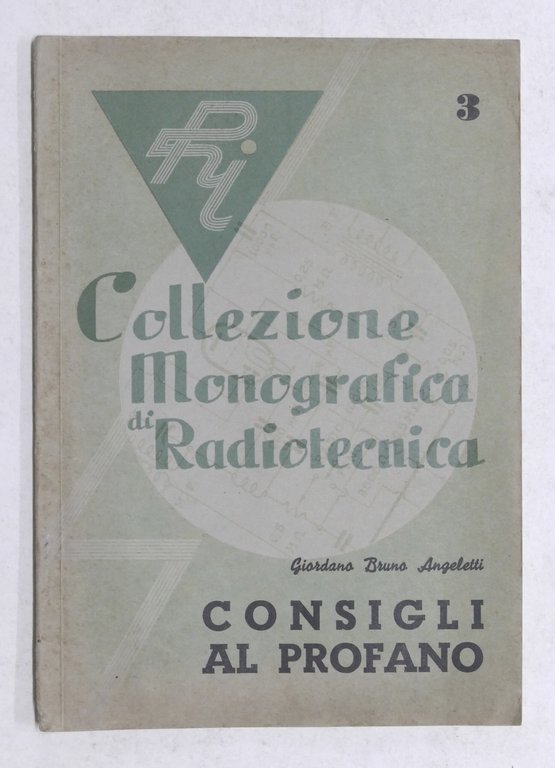 3
Collezione
Monografica
di Radiotecnica
Giordano Bruno Angeletti
CONSIGLI
AL PROFANO